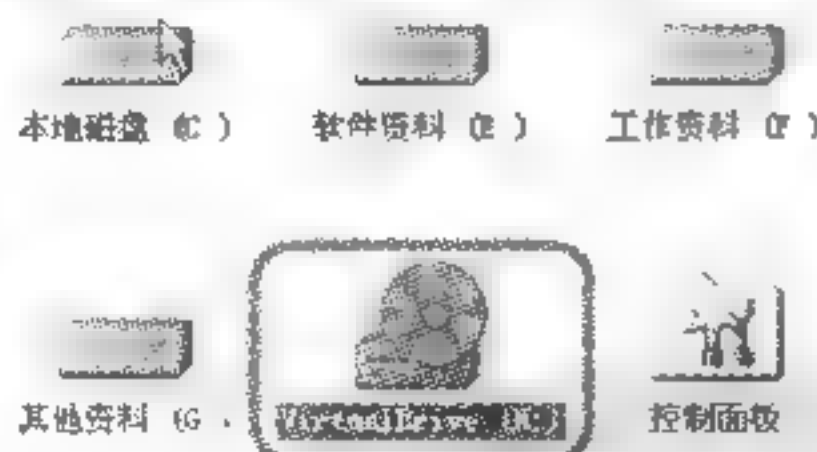 本地磁盘 (C )
软件资料 (E )
工作资料 (F )
其他资料 (G
VirtualDrive
控制面板